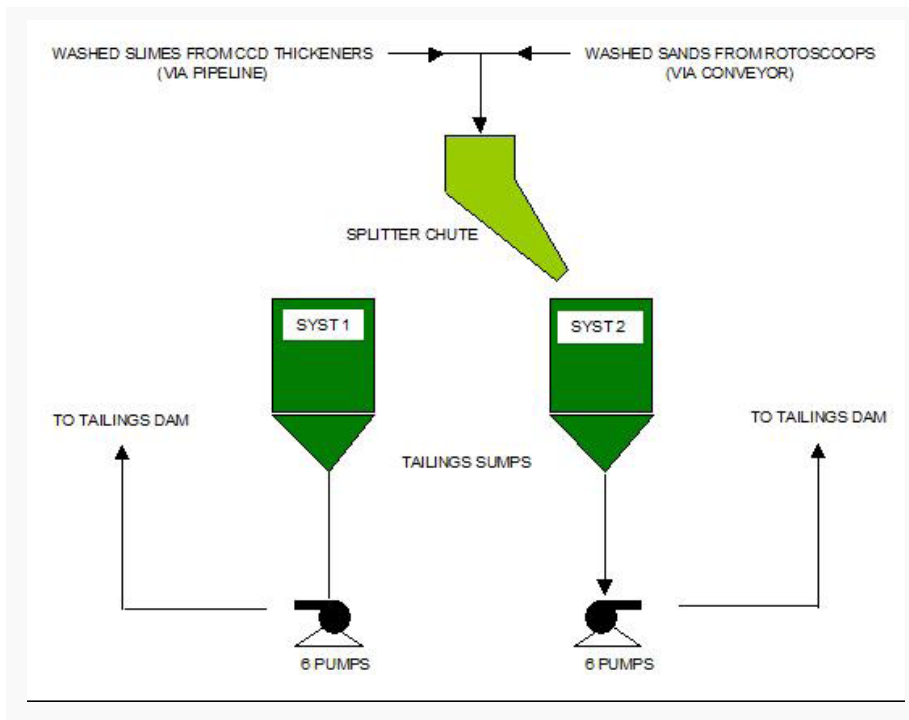 WASHED SLIMES FROM CCD THICKENERS
(VIA PIPELINE)
WASHED SANDS FROM ROTOSCOOPS
(VIA CONVEYOR)
SPLITTER CHUTE
SYST 1
SYST 2
TO TAILINGS DAM
TO TAILINGS DAM
TAILINGS SUMPS
6 PUMPS
6 PUMPS